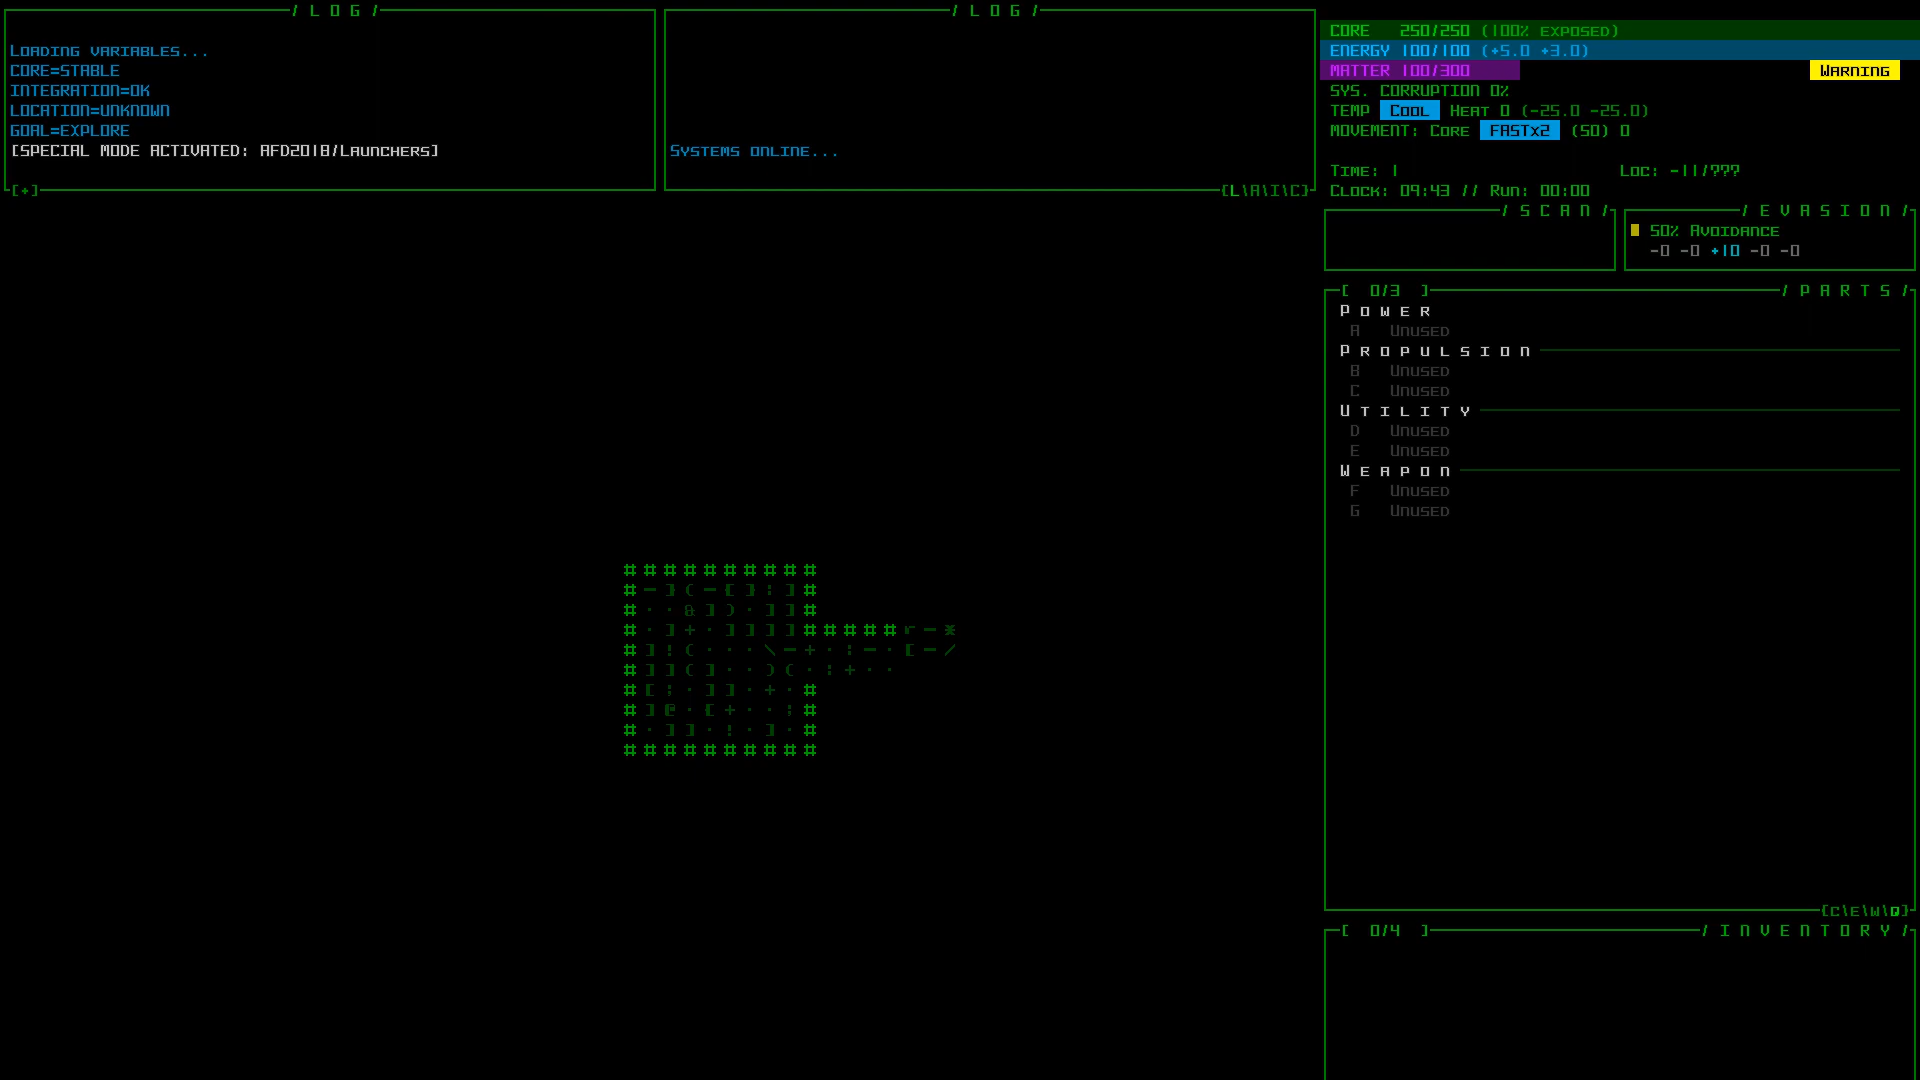 / L O G /
LOADING VARIABLES...
CORE=STABLE
INTEGRATION=OK
LOCATION=UNKNOWN
GOAL=EXPLORE
[SPECIAL MODE ACTIVATED: AFD2018/LAUNCHERS]
[+]
/ L O G /
SYSTEMS ONLINE...
{L\A\I\C}
CORE 250/250 (100% EXPOSED)
ENERGY 100/100 (+5.0 +3.0)
MATTER 100/300 WARNING
SYS. CORRUPTION 0%
TEMP COOL HEAT 0 (-25.0 -25.0)
MOVEMENT: CORE FASTx2 (50) 0
TIME: 1 LOC: -11/???
CLOCK: 09:43 // RUN: 00:00
/ S C A N /
/ E V A S I O N /
50% AVOIDANCE
-0 -0 +10 -0 -0
[ 0/3 ] / P A R T S /
P O W E R
A UNUSED
P R O P U L S I O N
B UNUSED
C UNUSED
U T I L I T Y
D UNUSED
E UNUSED
W E A P O N
F UNUSED
G UNUSED
{C\E\W\Q}
[ 0/4 ] / I N V E N T O R Y /